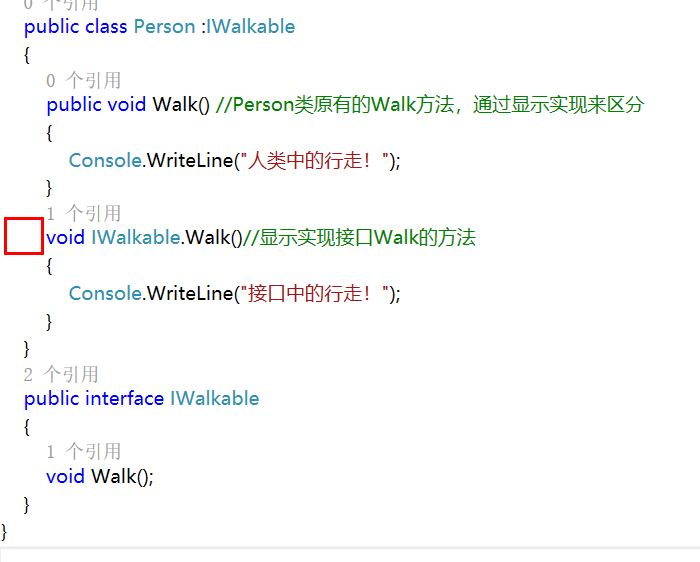 0 个引用
public class Person :IWalkable
{
0 个引用
public void Walk() //Person类原有的Walk方法，通过显示实现来区分
{
Console.WriteLine("人类中的行走！");
}
1 个引用
void IWalkable.Walk()//显示实现接口Walk的方法
{
Console.WriteLine("接口中的行走！");
}
}
2 个引用
public interface IWalkable
{
1 个引用
void Walk();
}
}